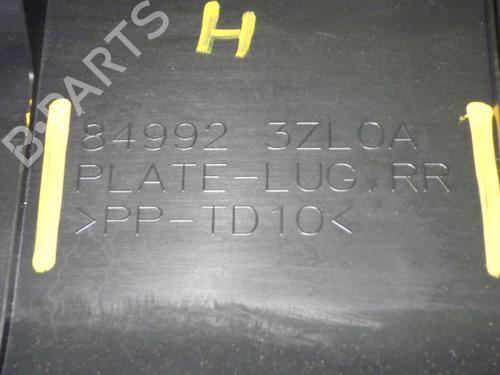 H
B-PARTS
84992 3ZL0A
PLATE-LUG,RR
>PP-TD10<